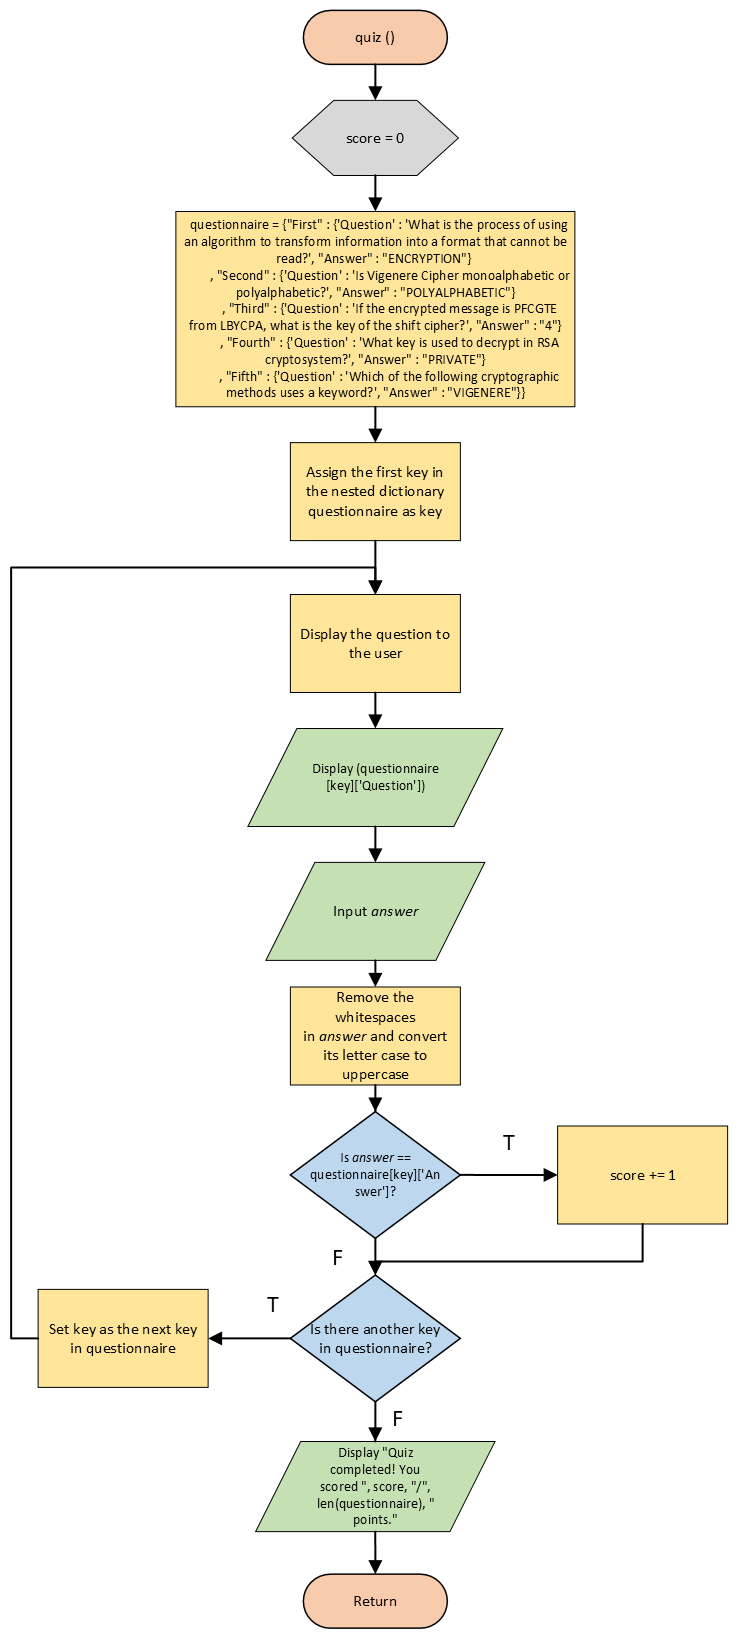 quiz ()
score = 0
questionnaire = {"First" : {'Question' : 'What is the process of using
an algorithm to transform information into a format that cannot be
read?', "Answer" : "ENCRYPTION"}
, "Second" : {'Question' : 'Is Vigenere Cipher monoalphabetic or
polyalphabetic?', "Answer" : "POLYALPHABETIC"}
, "Third" : {'Question' : 'If the encrypted message is PFCGTE
from LBYCPA, what is the key of the shift cipher?', "Answer" : "4"}
, "Fourth" : {'Question' : 'What key is used to decrypt in RSA
cryptosystem?', "Answer" : "PRIVATE"}
, "Fifth" : {'Question' : 'Which of the following cryptographic
methods uses a keyword?', "Answer" : "VIGENERE"}}
Assign the first key in
the nested dictionary
questionnaire as key
Display the question to
the user
Display (questionnaire
[key]['Question'])
Input answer
Remove the
whitespaces
in answer and convert
its letter case to
uppercase
Is answer ==
questionnaire[key]['An
swer']?
T
score += 1
F
Is there another key
in questionnaire?
T
Set key as the next key
in questionnaire
F
Display "Quiz
completed! You
scored ", score, "/",
len(questionnaire), "
points."
Return